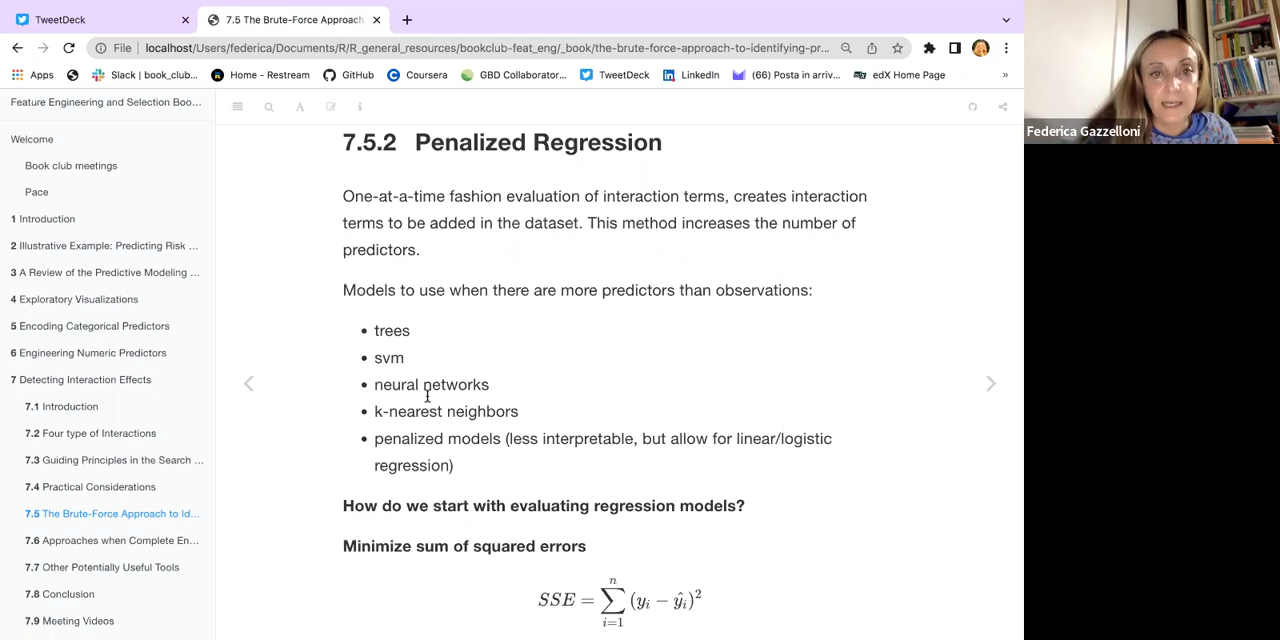 TweetDeck
7.5 The Brute-Force Approach
File
localhost/Users/federica/Documents/R/R_general_resources/bookclub-feat_eng/_book/the-brute-force-approach-to-identifying-pr...
Apps
Slack | book_club...
Home - Restream
GitHub
Coursera
GBD Collaborator...
TweetDeck
LinkedIn
(66) Posta in arriv...
edX Home Page
»
Feature Engineering and Selection Boo...
Welcome
Book club meetings
Pace
1 Introduction
2 Illustrative Example: Predicting Risk ...
3 A Review of the Predictive Modeling ...
4 Exploratory Visualizations
5 Encoding Categorical Predictors
6 Engineering Numeric Predictors
7 Detecting Interaction Effects
7.1 Introduction
7.2 Four type of Interactions
7.3 Guiding Principles in the Search ...
7.4 Practical Considerations
7.5 The Brute-Force Approach to Id...
7.6 Approaches when Complete En...
7.7 Other Potentially Useful Tools
7.8 Conclusion
7.9 Meeting Videos
7.5.2 Penalized Regression
One-at-a-time fashion evaluation of interaction terms, creates interaction
terms to be added in the dataset. This method increases the number of
predictors.
Models to use when there are more predictors than observations:
• trees
• svm
• neural networks
• k-nearest neighbors
• penalized models (less interpretable, but allow for linear/logistic
regression)
How do we start with evaluating regression models?
Minimize sum of squared errors
SSE = ∑_{i=1}^{n} (y_i − ŷ_i)^2
Federica Gazzelloni